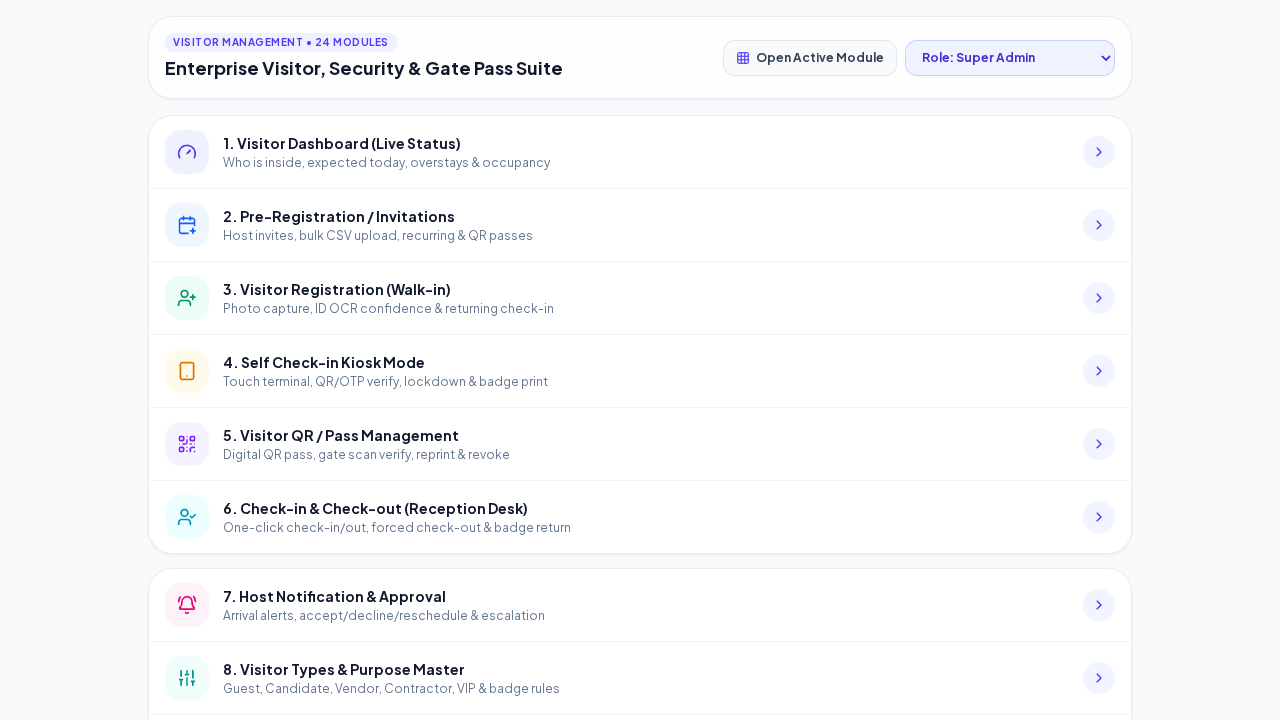 VISITOR MANAGEMENT • 24 MODULES
Enterprise Visitor, Security & Gate Pass Suite
Open Active Module
Role: Super Admin
1. Visitor Dashboard (Live Status)
Who is inside, expected today, overstays & occupancy
2. Pre-Registration / Invitations
Host invites, bulk CSV upload, recurring & QR passes
3. Visitor Registration (Walk-in)
Photo capture, ID OCR confidence & returning check-in
4. Self Check-in Kiosk Mode
Touch terminal, QR/OTP verify, lockdown & badge print
5. Visitor QR / Pass Management
Digital QR pass, gate scan verify, reprint & revoke
6. Check-in & Check-out (Reception Desk)
One-click check-in/out, forced check-out & badge return
7. Host Notification & Approval
Arrival alerts, accept/decline/reschedule & escalation
8. Visitor Types & Purpose Master
Guest, Candidate, Vendor, Contractor, VIP & badge rules